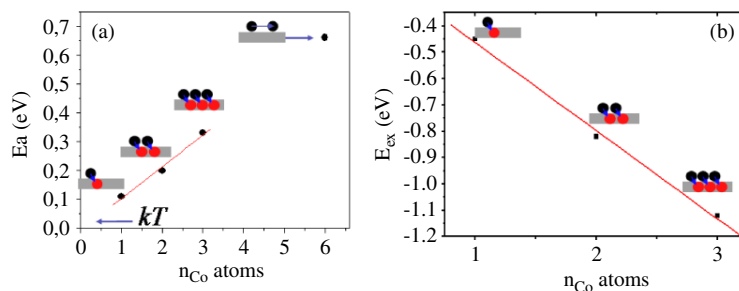 (a)
Ea (eV)
0,7
0,6
0,5
0,4
0,3
0,2
0,1
0,0
kT
0 1 2 3 4 5 6
n_Co atoms
(b)
E_ex (eV)
-0.4
-0.5
-0.6
-0.7
-0.8
-0.9
-1.0
-1.1
-1.2
1 2 3
n_Co atoms